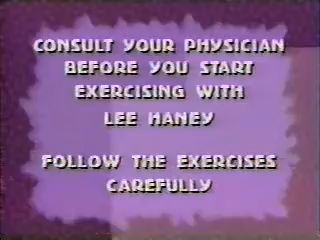 CONSULT YOUR PHYSICIAN
BEFORE YOU START
EXERCISING WITH
LEE HANEY
FOLLOW THE EXERCISES
CAREFULLY